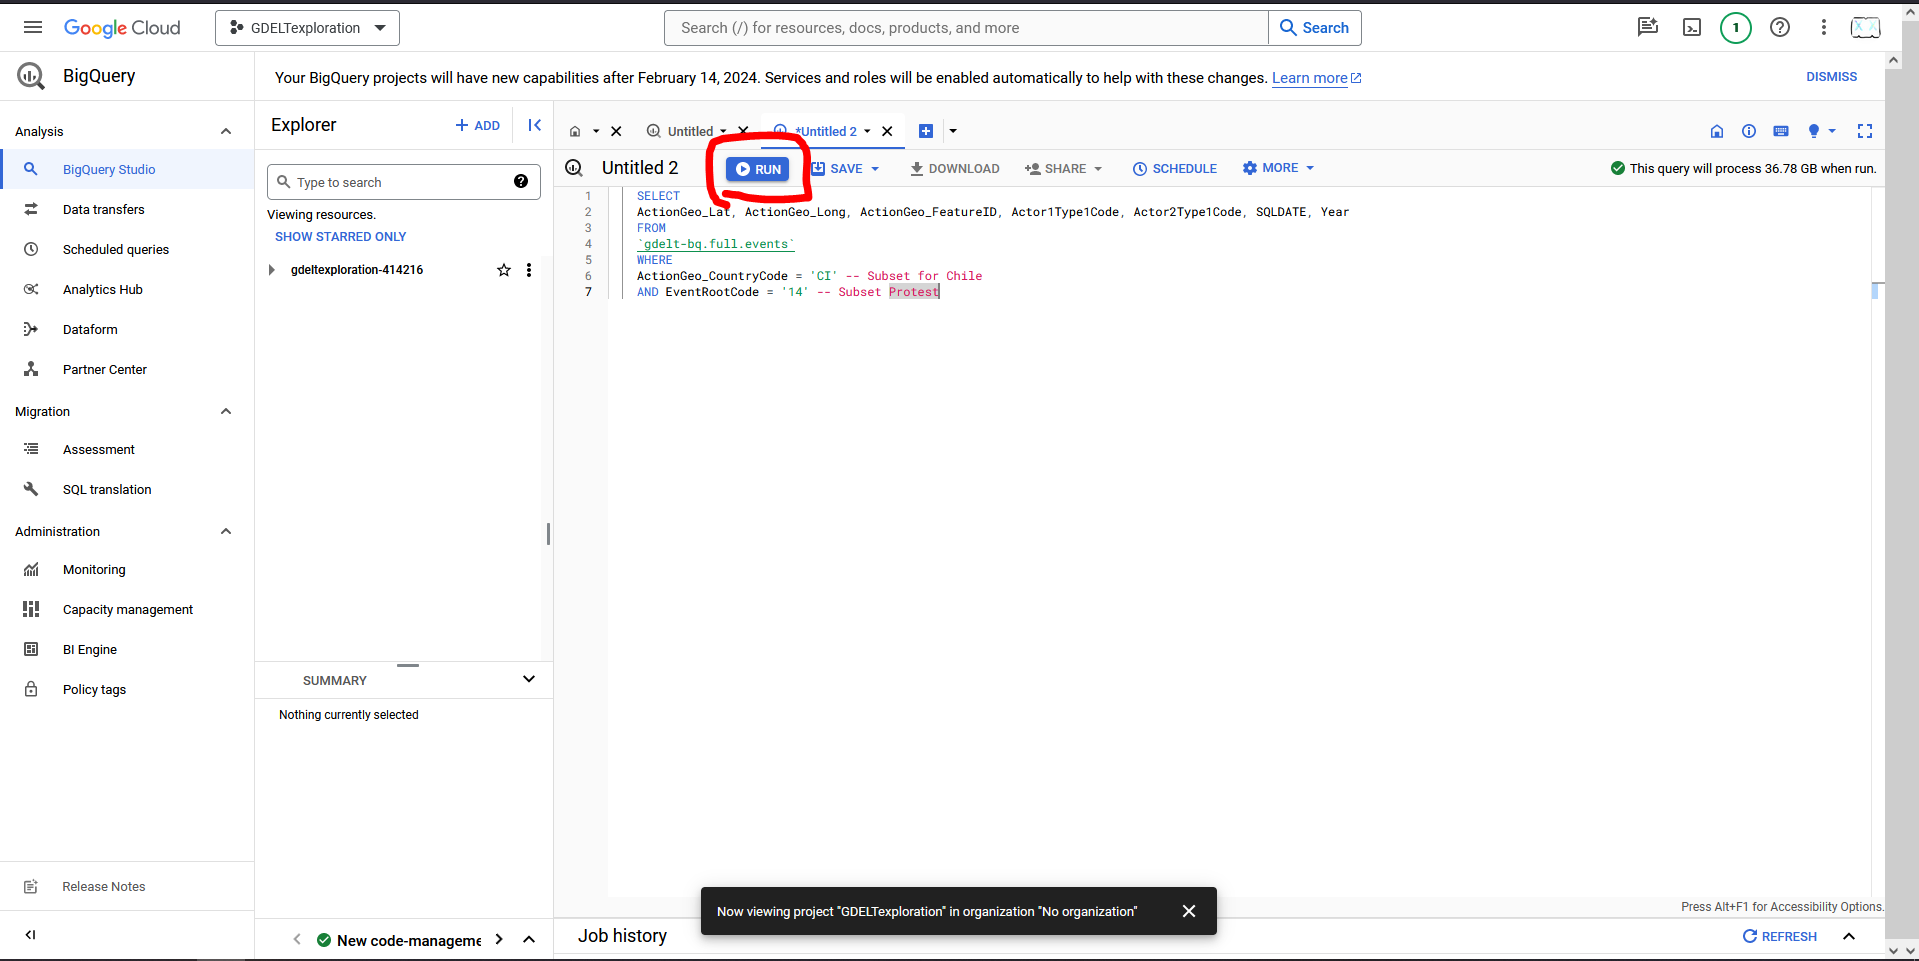 Google Cloud
GDELTexploration
Search (/) for resources, docs, products, and more
Search
1
BigQuery
Your BigQuery projects will have new capabilities after February 14, 2024. Services and roles will be enabled automatically to help with these changes. Learn more
DISMISS
Analysis
BigQuery Studio
Data transfers
Scheduled queries
Analytics Hub
Dataform
Partner Center
Migration
Assessment
SQL translation
Administration
Monitoring
Capacity management
BI Engine
Policy tags
Release Notes
Explorer
+ ADD
Type to search
Viewing resources.
SHOW STARRED ONLY
gdeltexploration-414216
SUMMARY
Nothing currently selected
New code-manageme
Untitled
*Untitled 2
Untitled 2
RUN
SAVE
DOWNLOAD
SHARE
SCHEDULE
MORE
This query will process 36.78 GB when run.
1 SELECT
2 ActionGeo_Lat, ActionGeo_Long, ActionGeo_FeatureID, Actor1Type1Code, Actor2Type1Code, SQLDATE, Year
3 FROM
4 `gdelt-bq.full.events`
5 WHERE
6 ActionGeo_CountryCode = 'CI' -- Subset for Chile
7 AND EventRootCode = '14' -- Subset Protest
Press Alt+F1 for Accessibility Options.
Now viewing project "GDELTexploration" in organization "No organization"
Job history
REFRESH